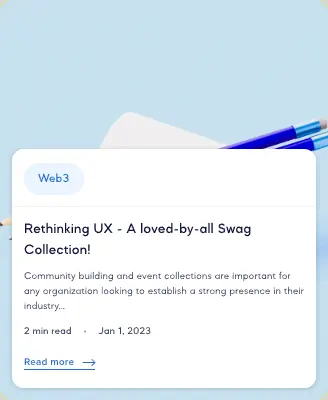 Web3
Rethinking UX - A loved-by-all Swag
Collection!
Community building and event collections are important for
any organization looking to establish a strong presence in their
industry...
2 min read • Jan 1, 2023
Read more →